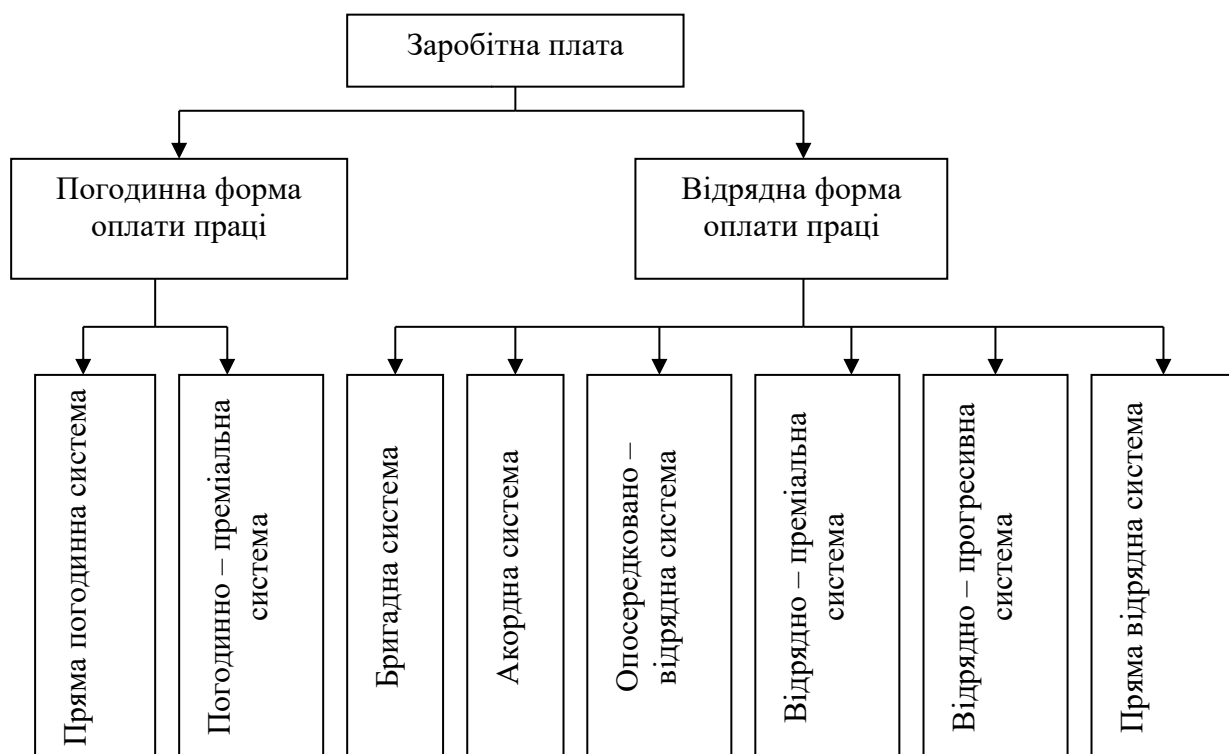 Заробітна плата
Погодинна форма
оплати праці
Відрядна форма
оплати праці
Пряма погодинна система
Погодинно – преміальна
система
Бригадна система
Акордна система
Опосередковано –
відрядна система
Відрядно – преміальна
система
Відрядно – прогресивна
система
Пряма відрядна система